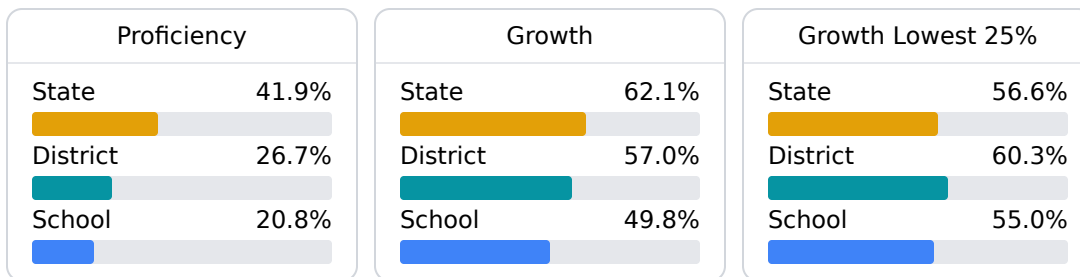 Proficiency
State 41.9%
District 26.7%
School 20.8%
Growth
State 62.1%
District 57.0%
School 49.8%
Growth Lowest 25%
State 56.6%
District 60.3%
School 55.0%